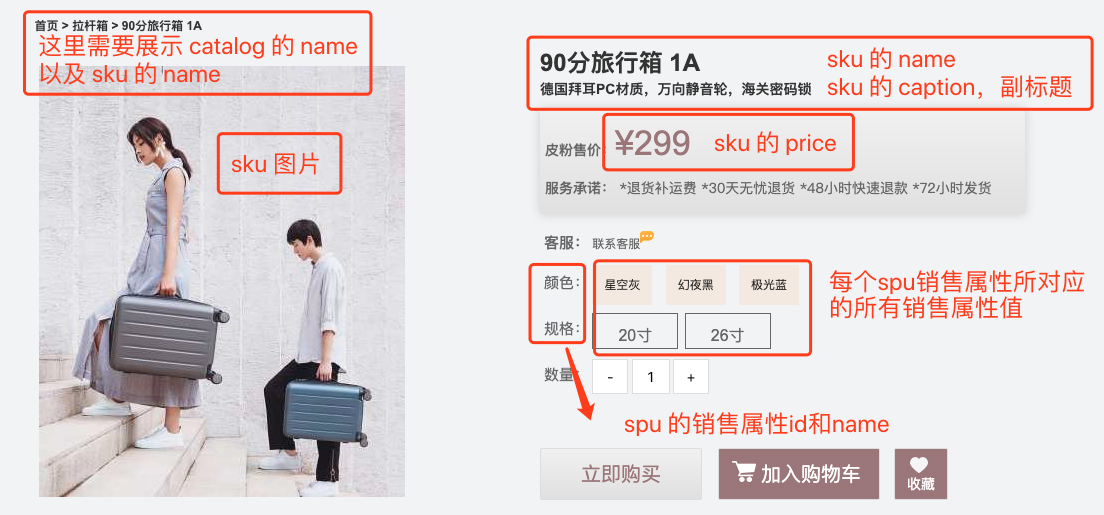 首页 > 拉杆箱 > 90分旅行箱 1A
这里需要展示 catalog 的 name
以及 sku 的 name
sku 图片
90分旅行箱 1A
sku 的 name
德国拜耳PC材质，万向静音轮，海关密码锁
sku 的 caption，副标题
皮粉售价
¥299
sku 的 price
服务承诺： *退货补运费 *30天无忧退货 *48小时快速退款 *72小时发货
客服： 联系客服
颜色： 星空灰 幻夜黑 极光蓝
规格： 20寸 26寸
每个spu销售属性所对应
的所有销售属性值
数量： - 1 +
spu 的销售属性id和name
立即购买
加入购物车
收藏